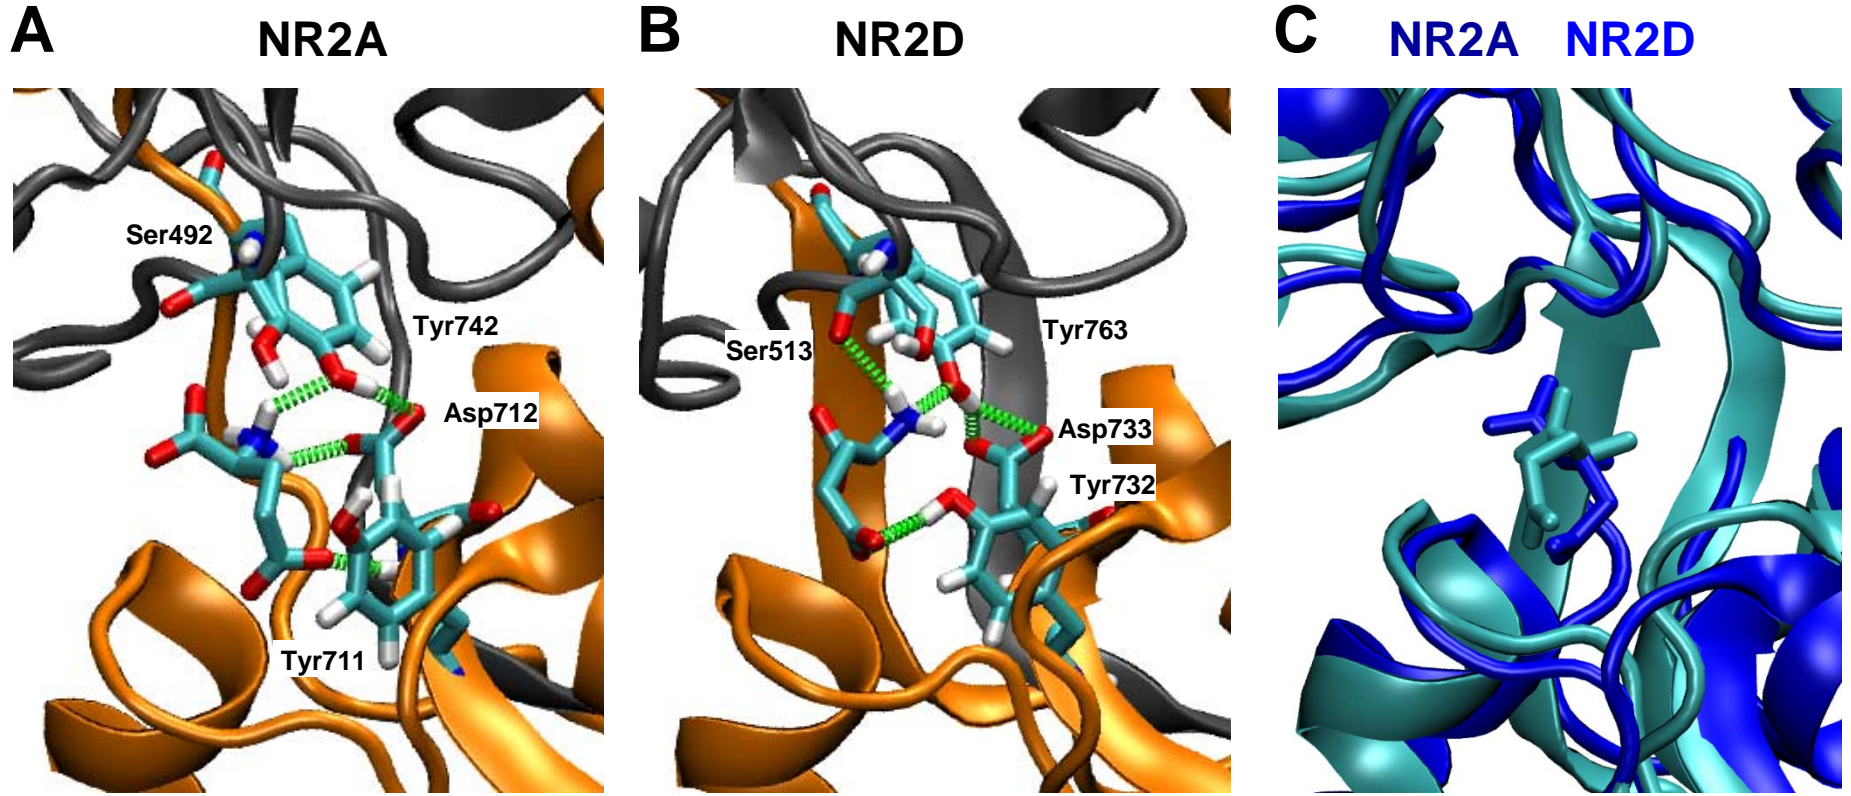 A NR2A B NR2D C NR2A NR2D
Ser492
Tyr742
Asp712
Tyr711
Ser513
Tyr763
Asp733
Tyr732